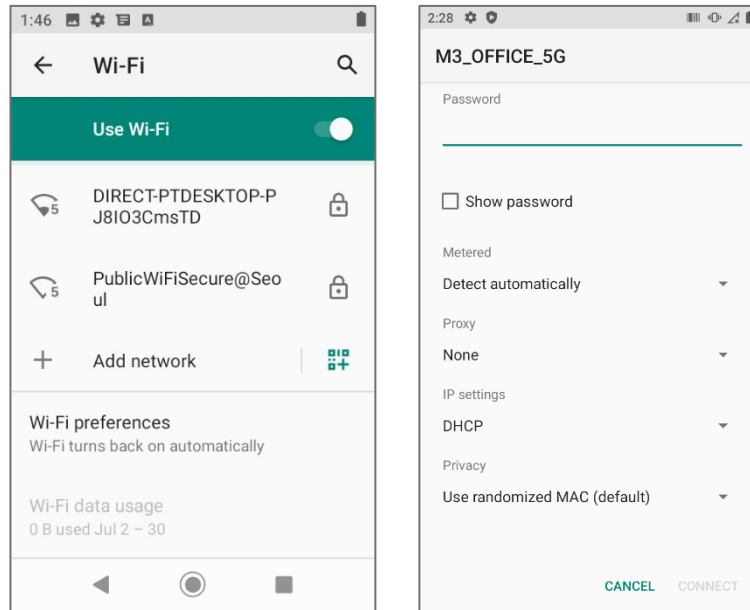 1:46
Wi-Fi
Use Wi-Fi
5
DIRECT-PTDESKTOP-P
J8IO3CmsTD
5
PublicWiFiSecure@Seo
ul
Add network
Wi-Fi preferences
Wi-Fi turns back on automatically
Wi-Fi data usage
0 B used Jul 2 – 30
2:28
M3_OFFICE_5G
Password
Show password
Metered
Detect automatically
Proxy
None
IP settings
DHCP
Privacy
Use randomized MAC (default)
CANCEL CONNECT